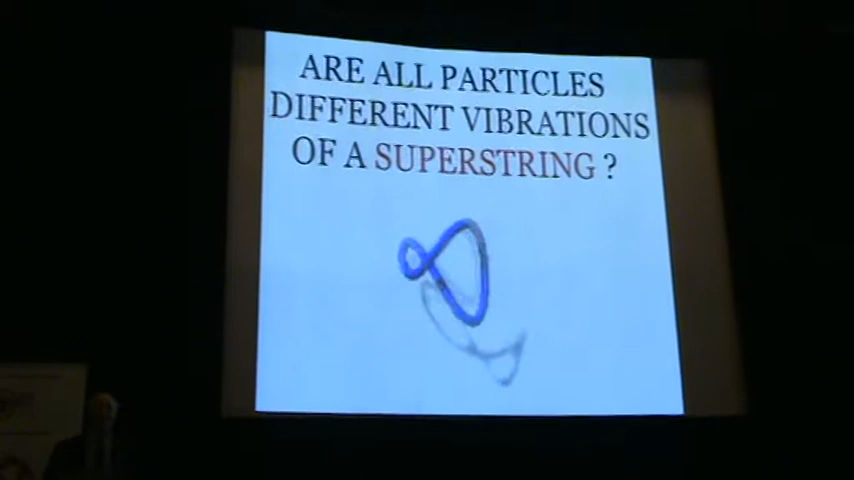 ARE ALL PARTICLES
DIFFERENT VIBRATIONS
OF A SUPERSTRING ?